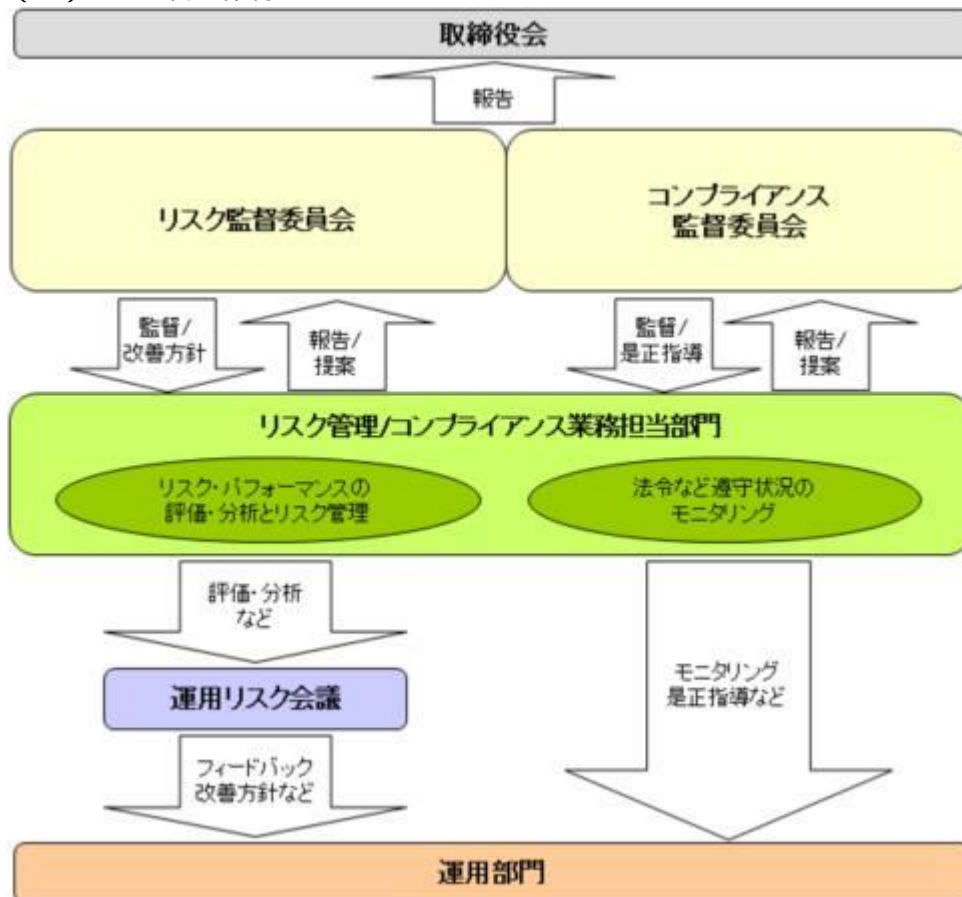 取締役会
報告
リスク監督委員会
コンプライアンス
監督委員会
監督/
改善方針
報告/
提案
監督/
是正指導
報告/
提案
リスク管理/コンプライアンス業務担当部門
リスク・パフォーマンスの
評価・分析とリスク管理
法令など遵守状況の
モニタリング
評価・分析
など
運用リスク会議
モニタリング
是正指導など
フィードバック
改善方針など
運用部門